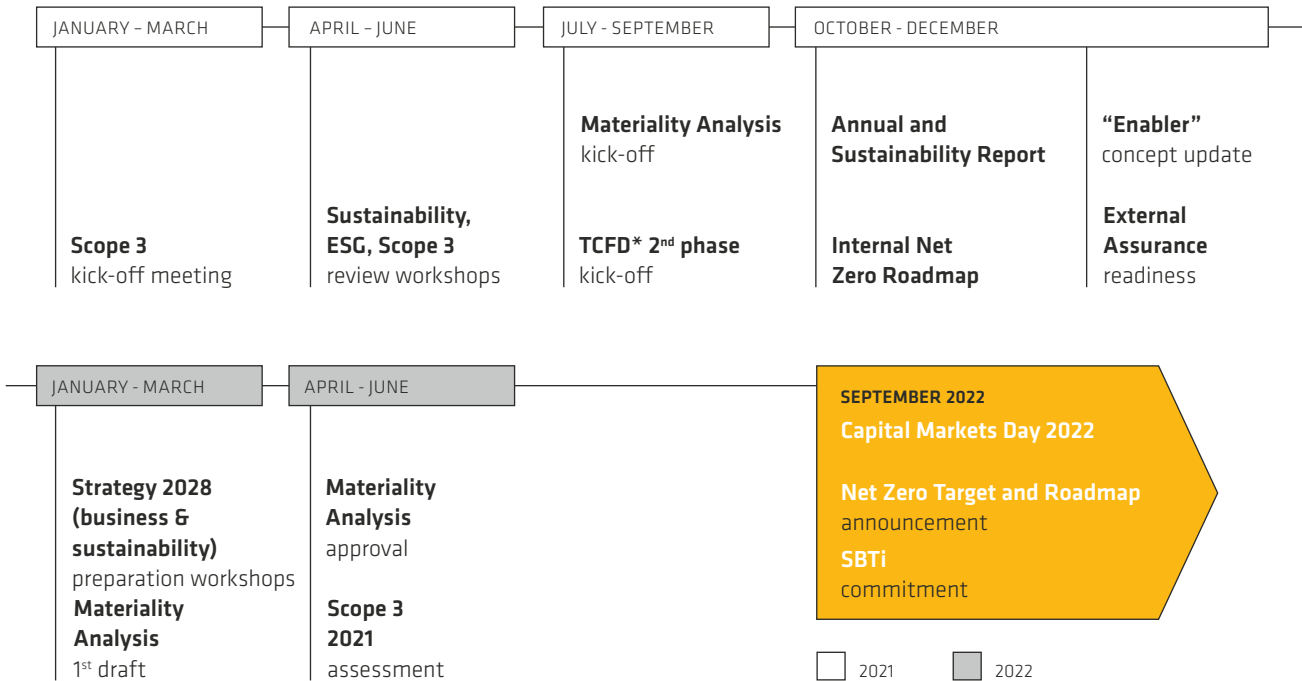 JANUARY – MARCH
APRIL – JUNE
JULY - SEPTEMBER
OCTOBER - DECEMBER
Scope 3
kick-off meeting
Sustainability,
ESG, Scope 3
review workshops
Materiality Analysis
kick-off
TCFD* 2nd phase
kick-off
Annual and
Sustainability Report
Internal Net
Zero Roadmap
“Enabler”
concept update
External
Assurance
readiness
JANUARY - MARCH
APRIL - JUNE
Strategy 2028
(business &
sustainability)
preparation workshops
Materiality
Analysis
1st draft
Materiality
Analysis
approval
Scope 3
2021
assessment
SEPTEMBER 2022
Capital Markets Day 2022
Net Zero Target and Roadmap
announcement
SBTi
commitment
2021
2022